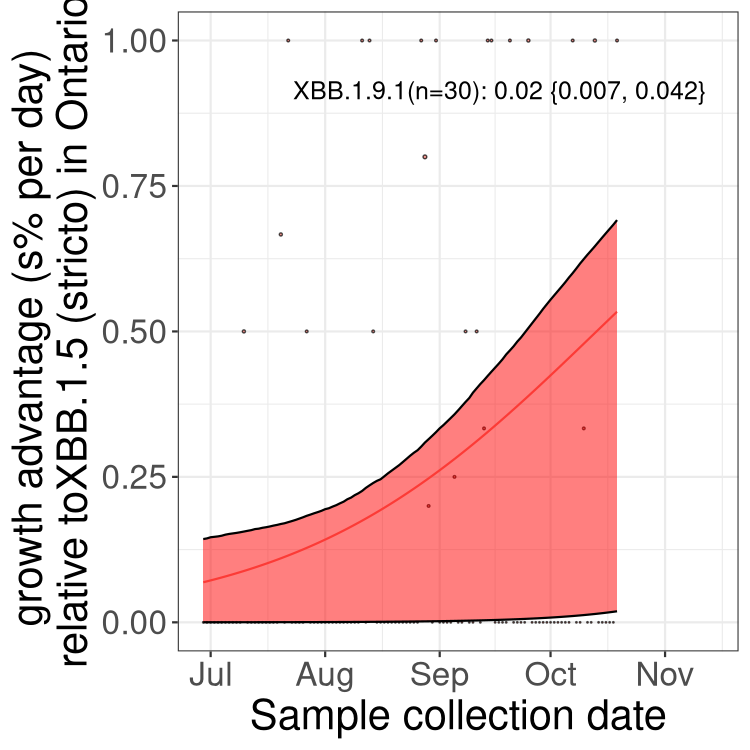 growth advantage (s% per day)
relative toXBB.1.5 (stricto) in Ontario
1.00
0.75
0.50
0.25
0.00
XBB.1.9.1(n=30): 0.02 {0.007, 0.042}
Jul Aug Sep Oct Nov
Sample collection date